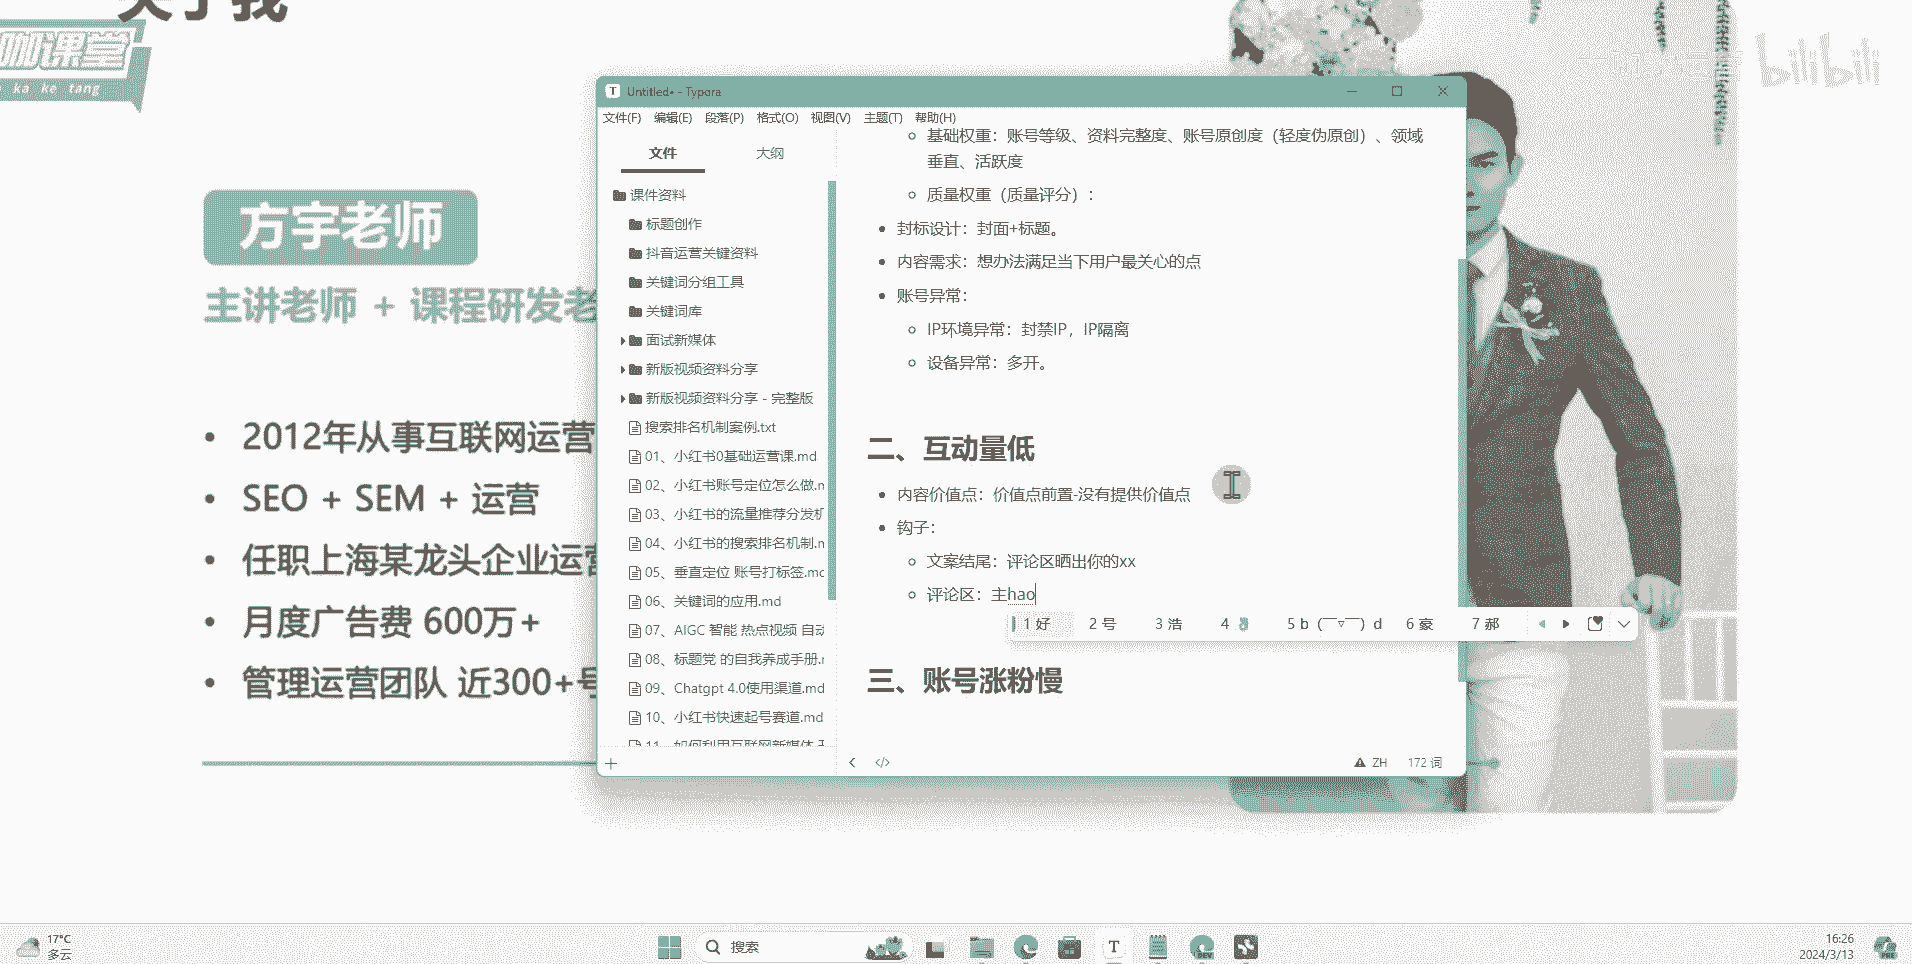 关于我
咖课堂
ka ke tang
bilibili
方宇老师
主讲老师 + 课程研发老
• 2012年从事互联网运营
• SEO + SEM + 运营
• 任职上海某龙头企业运营
• 月度广告费 600万+
• 管理运营团队 近300+号
Untitled• - Typora
文件(F) 编辑(E) 段落(P) 格式(O) 视图(V) 主题(T) 帮助(H)
文件 大纲
课件资料
标题创作
抖音运营关键资料
关键词分组工具
关键词库
面试新媒体
新版视频资料分享
新版视频资料分享 - 完整版
搜索排名机制案例.txt
01、小红书0基础运营课.md
02、小红书账号定位怎么做.m
03、小红书的流量推荐分发机
04、小红书的搜索排名机制.m
05、垂直定位 账号打标签.mc
06、关键词的应用.md
07、AIGC 智能 热点视频 自动
08、标题党 的自我养成手册.r
09、Chatgpt 4.0使用渠道.md
10、小红书快速起号赛道.md
11、如何利用互联网新媒体
基础权重：账号等级、资料完整度、账号原创度（轻度伪原创）、领域
垂直、活跃度
质量权重（质量评分）：
• 封标设计：封面+标题。
• 内容需求：想办法满足当下用户最关心的点
• 账号异常：
IP环境异常：封禁IP，IP隔离
设备异常：多开。
二、互动量低
• 内容价值点：价值点前置-没有提供价值点
• 钩子：
文案结尾：评论区晒出你的xx
评论区：主hao
1 好 2 号 3 浩 4 5 b (￣▽￣) d 6 豪 7 郝
三、账号涨粉慢
ZH 172 词
17°C
多云
搜索
16:26
2024/3/13